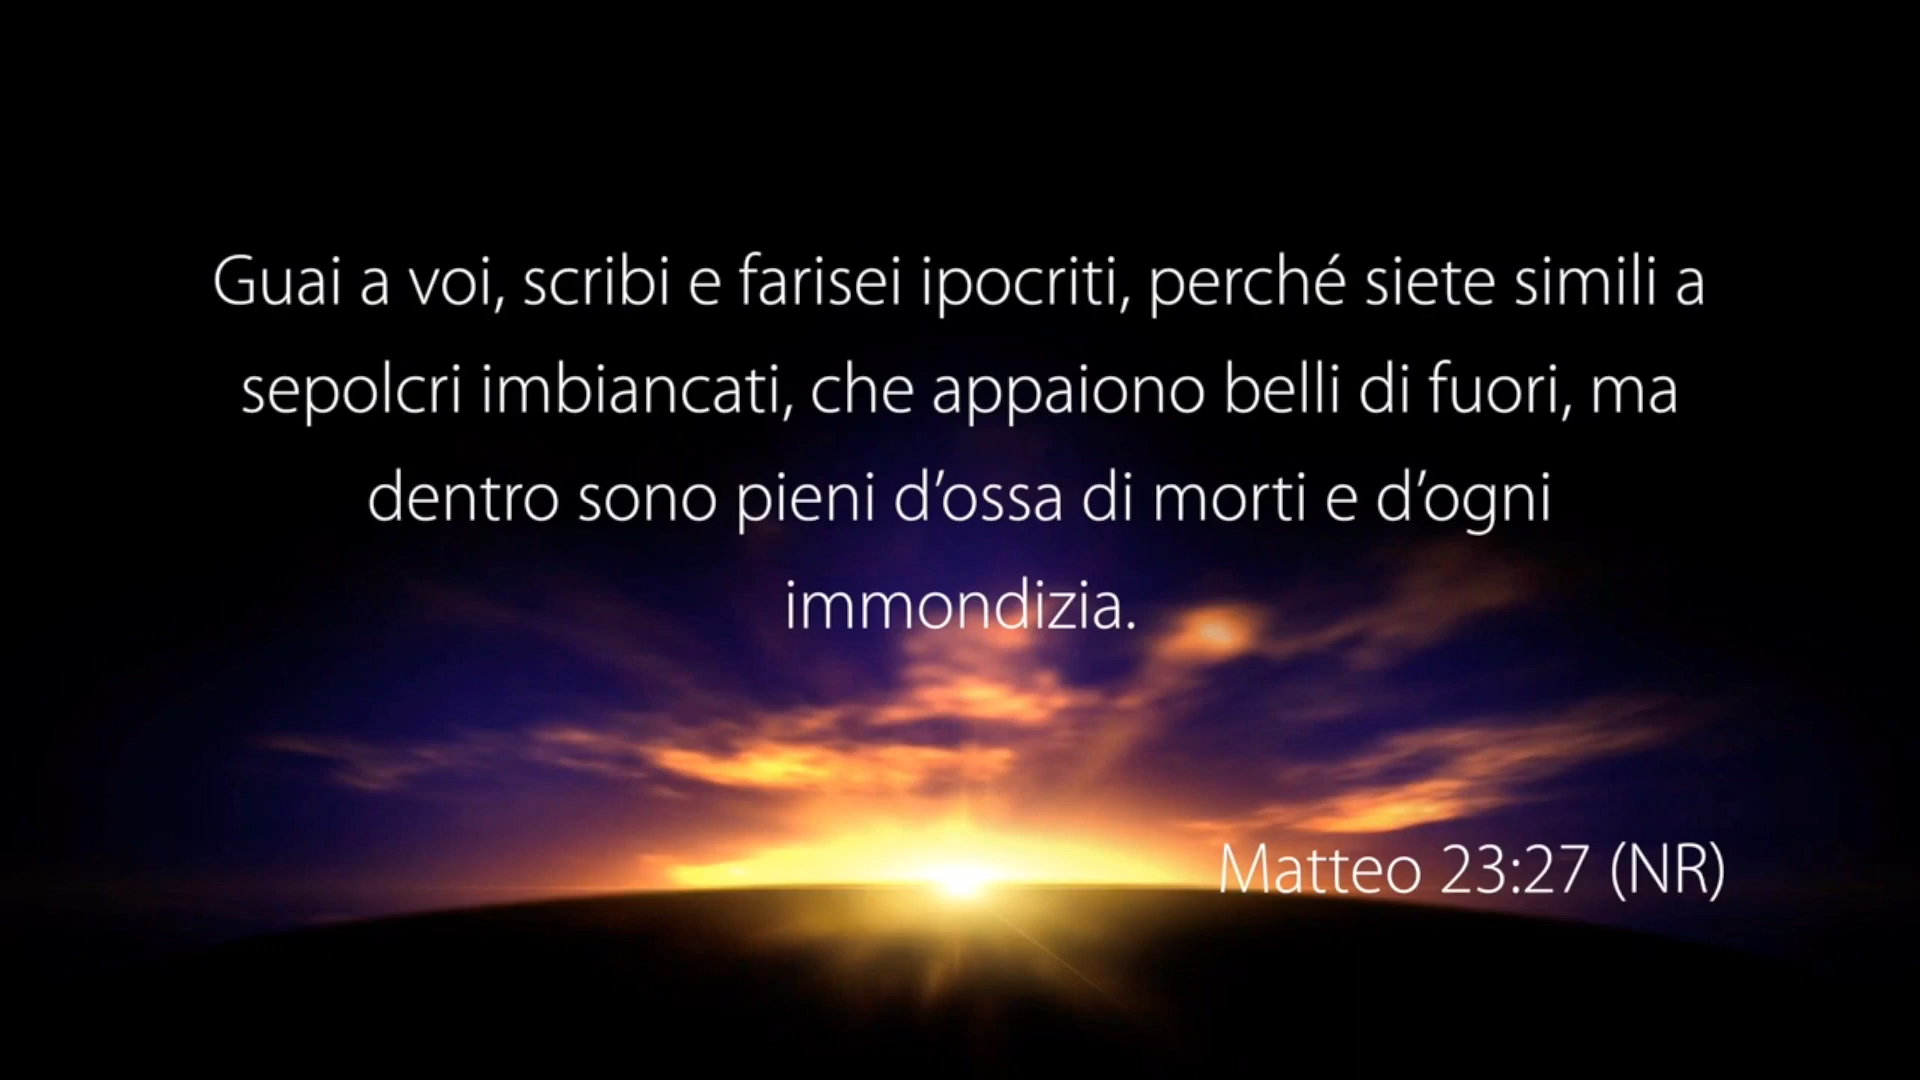 Guai a voi, scribi e farisei ipocriti, perché siete simili a
sepolcri imbiancati, che appaiono belli di fuori, ma
dentro sono pieni d’ossa di morti e d’ogni
immondizia.
Matteo 23:27 (NR)